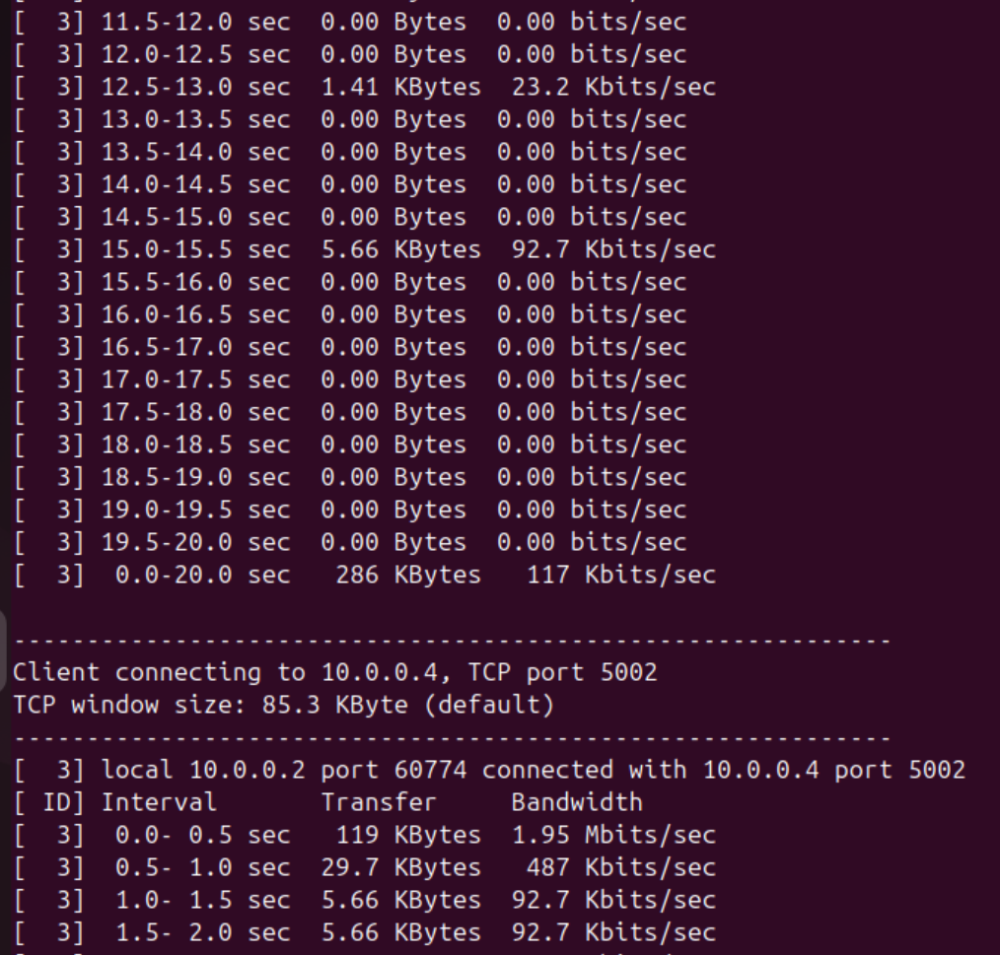 [  3] 11.5-12.0 sec  0.00 Bytes  0.00 bits/sec
[  3] 12.0-12.5 sec  0.00 Bytes  0.00 bits/sec
[  3] 12.5-13.0 sec  1.41 KBytes  23.2 Kbits/sec
[  3] 13.0-13.5 sec  0.00 Bytes  0.00 bits/sec
[  3] 13.5-14.0 sec  0.00 Bytes  0.00 bits/sec
[  3] 14.0-14.5 sec  0.00 Bytes  0.00 bits/sec
[  3] 14.5-15.0 sec  0.00 Bytes  0.00 bits/sec
[  3] 15.0-15.5 sec  5.66 KBytes  92.7 Kbits/sec
[  3] 15.5-16.0 sec  0.00 Bytes  0.00 bits/sec
[  3] 16.0-16.5 sec  0.00 Bytes  0.00 bits/sec
[  3] 16.5-17.0 sec  0.00 Bytes  0.00 bits/sec
[  3] 17.0-17.5 sec  0.00 Bytes  0.00 bits/sec
[  3] 17.5-18.0 sec  0.00 Bytes  0.00 bits/sec
[  3] 18.0-18.5 sec  0.00 Bytes  0.00 bits/sec
[  3] 18.5-19.0 sec  0.00 Bytes  0.00 bits/sec
[  3] 19.0-19.5 sec  0.00 Bytes  0.00 bits/sec
[  3] 19.5-20.0 sec  0.00 Bytes  0.00 bits/sec
[  3]  0.0-20.0 sec   286 KBytes   117 Kbits/sec
------------------------------------------------------------
Client connecting to 10.0.0.4, TCP port 5002
TCP window size: 85.3 KByte (default)
------------------------------------------------------------
[  3] local 10.0.0.2 port 60774 connected with 10.0.0.4 port 5002
[ ID] Interval       Transfer     Bandwidth
[  3]  0.0- 0.5 sec   119 KBytes  1.95 Mbits/sec
[  3]  0.5- 1.0 sec  29.7 KBytes   487 Kbits/sec
[  3]  1.0- 1.5 sec  5.66 KBytes  92.7 Kbits/sec
[  3]  1.5- 2.0 sec  5.66 KBytes  92.7 Kbits/sec